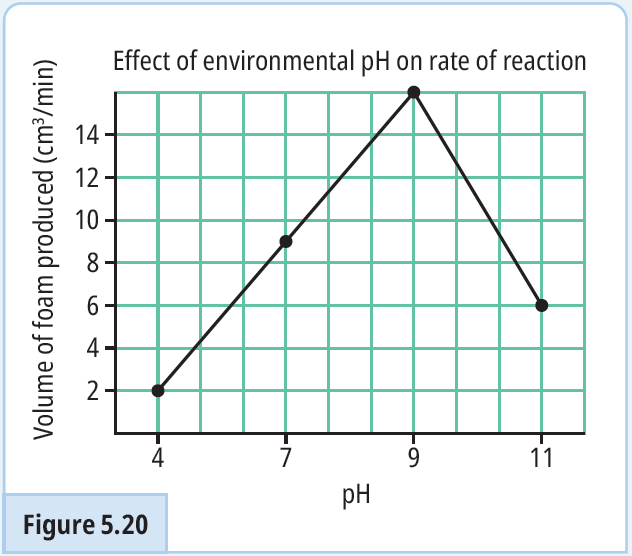 Effect of environmental pH on rate of reaction
Volume of foam produced (cm³/min)
14
12
10
8
6
4
2
4 7 9 11
pH
Figure 5.20